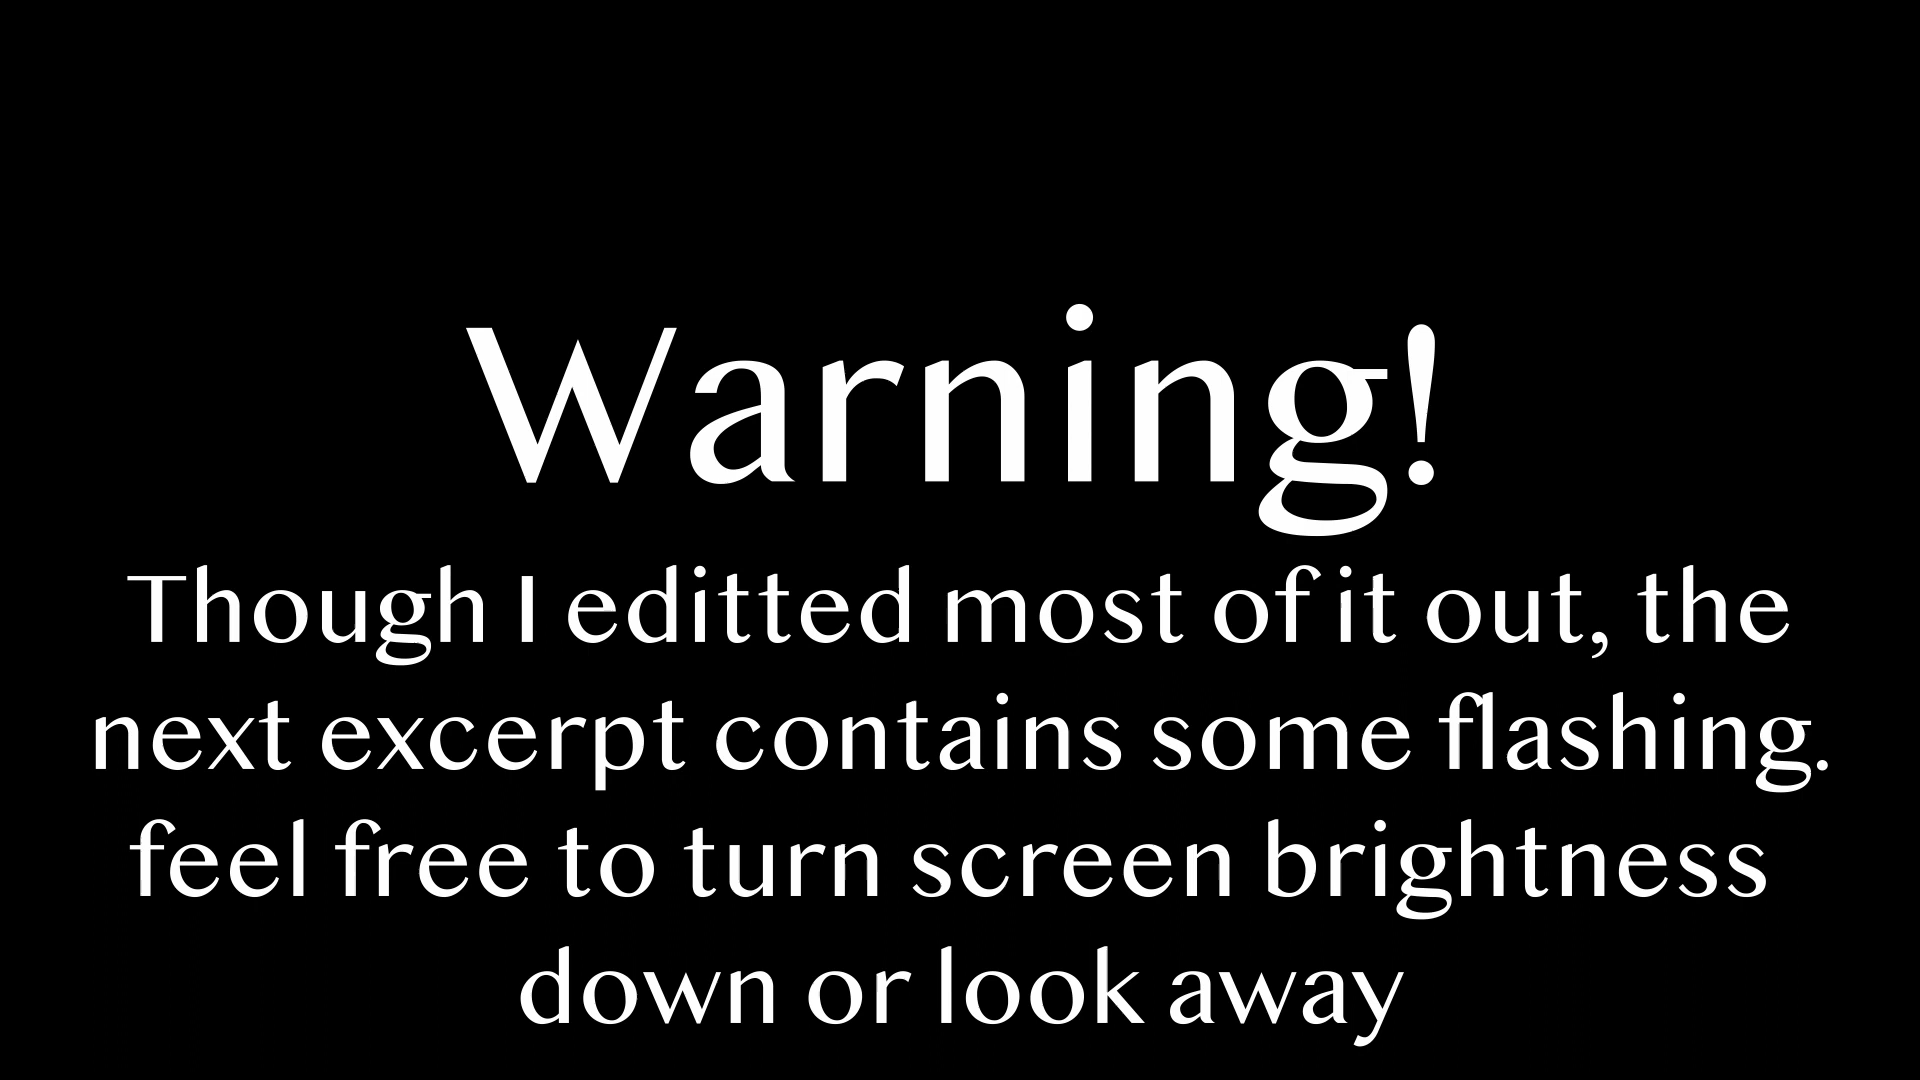 Warning!
Though I editted most of it out, the
next excerpt contains some flashing.
feel free to turn screen brightness
down or look away